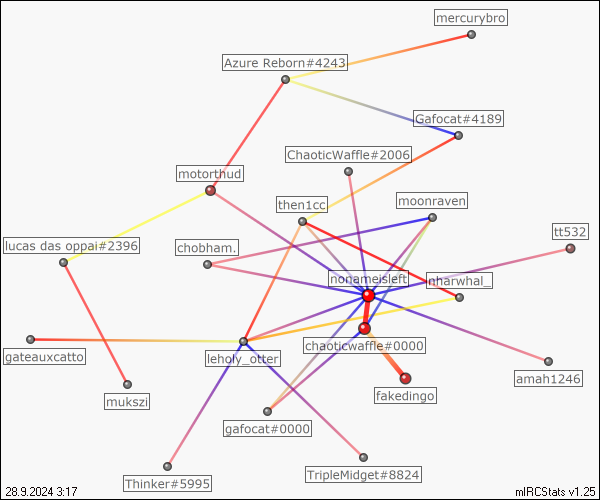 mercurybro
Azure Reborn#4243
Gafocat#4189
ChaoticWaffle#2006
motorthud
moonraven
then1cc
tt532
lucas das oppai#2396
chobham.
nonameisleft
nharwhal_
chaoticwaffle#0000
gateauxcatto
leholy_otter
amah1246
fakedingo
mukszi
gafocat#0000
TripleMidget#8824
Thinker#5995
28.9.2024 3:17
mIRCStats v1.25